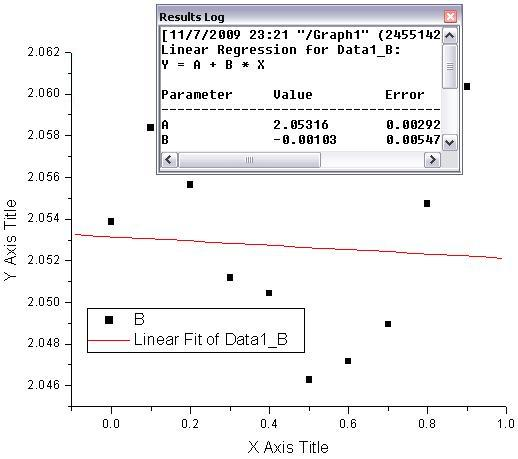 Results Log
[11/7/2009 23:21 "/Graph1" (2455142
Linear Regression for Data1_B:
Y = A + B * X
Parameter Value Error
------------------------------------------------------------
A 2.05316 0.00292
B -0.00103 0.00547
2.062
2.060
2.058
2.056
2.054
2.052
2.050
2.048
2.046
Y Axis Title
B
Linear Fit of Data1_B
0.0 0.2 0.4 0.6 0.8 1.0
X Axis Title